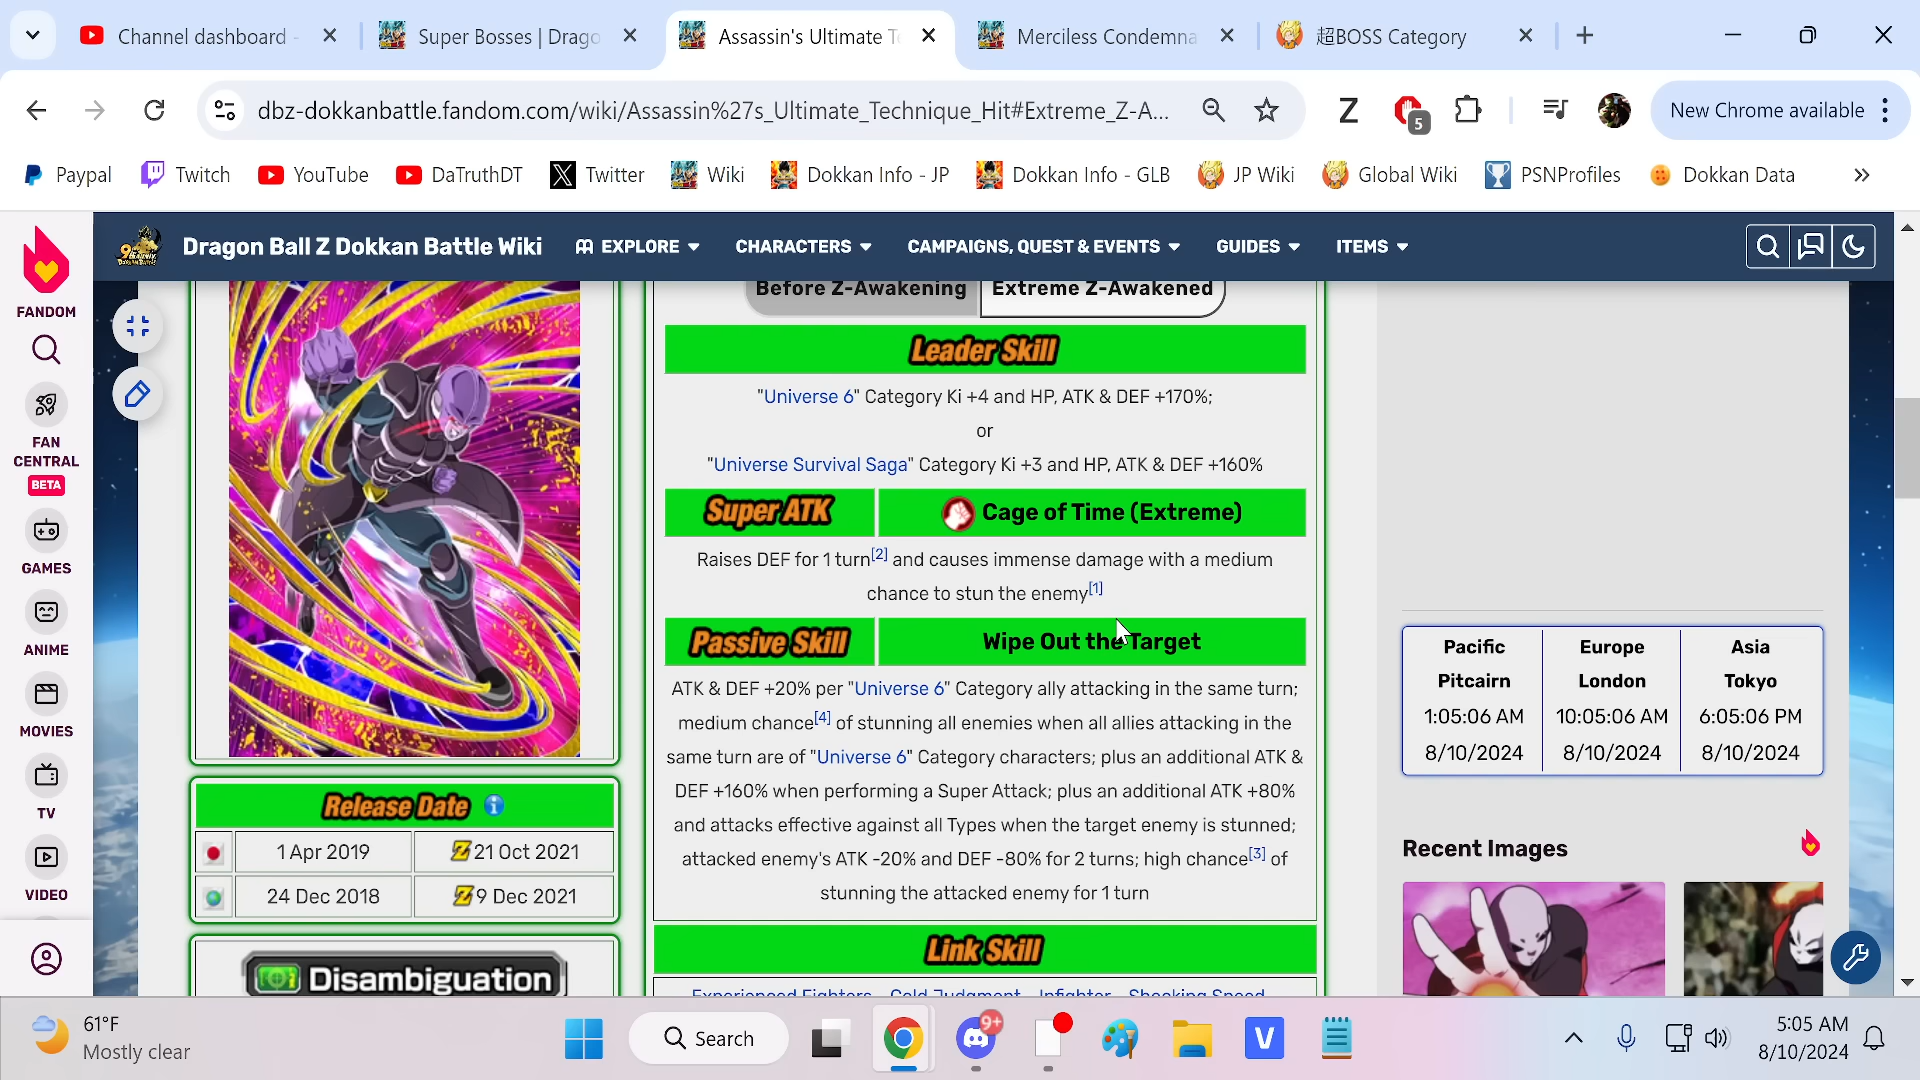 Channel dashboard -
Super Bosses | Drago
Assassin's Ultimate T
Merciless Condemna
超BOSS Category
dbz-dokkanbattle.fandom.com/wiki/Assassin%27s_Ultimate_Technique_Hit#Extreme_Z-A...
Z
5
New Chrome available
Paypal
Twitch
YouTube
DaTruthDT
Twitter
Wiki
Dokkan Info - JP
Dokkan Info - GLB
JP Wiki
Global Wiki
PSNProfiles
Dokkan Data
»
Dragon Ball Z Dokkan Battle Wiki
EXPLORE
CHARACTERS
CAMPAIGNS, QUEST & EVENTS
GUIDES
ITEMS
FANDOM
FAN
CENTRAL
BETA
GAMES
ANIME
MOVIES
TV
VIDEO
Before Z-Awakening
Extreme Z-Awakened
Leader Skill
"Universe 6" Category Ki +4 and HP, ATK & DEF +170%;
or
"Universe Survival Saga" Category Ki +3 and HP, ATK & DEF +160%
Super ATK
Cage of Time (Extreme)
Raises DEF for 1 turn[2] and causes immense damage with a medium
chance to stun the enemy[1]
Passive Skill
Wipe Out the Target
ATK & DEF +20% per "Universe 6" Category ally attacking in the same turn;
medium chance[4] of stunning all enemies when all allies attacking in the
same turn are of "Universe 6" Category characters; plus an additional ATK &
DEF +160% when performing a Super Attack; plus an additional ATK +80%
and attacks effective against all Types when the target enemy is stunned;
attacked enemy's ATK -20% and DEF -80% for 2 turns; high chance[3] of
stunning the attacked enemy for 1 turn
Link Skill
Experienced Fighters - Cold Judgment - Infighter - Shocking Speed
Release Date
1 Apr 2019
Z 21 Oct 2021
24 Dec 2018
Z 9 Dec 2021
Disambiguation
Pacific
Pitcairn
1:05:06 AM
8/10/2024
Europe
London
10:05:06 AM
8/10/2024
Asia
Tokyo
6:05:06 PM
8/10/2024
Recent Images
61°F
Mostly clear
Search
9+
V
5:05 AM
8/10/2024